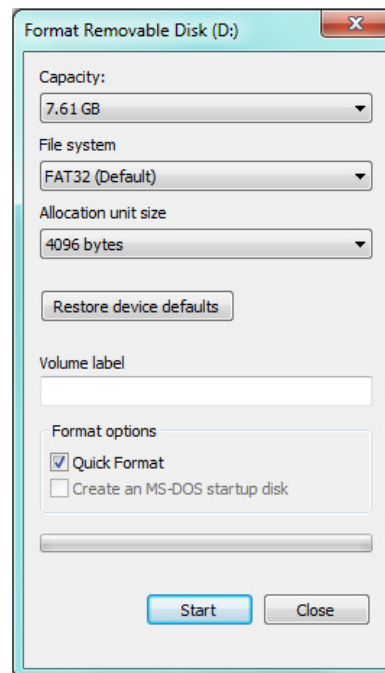 Format Removable Disk (D:)
Capacity:
7.61 GB
File system
FAT32 (Default)
Allocation unit size
4096 bytes
Restore device defaults
Volume label
Format options
Quick Format
Create an MS-DOS startup disk
Start Close